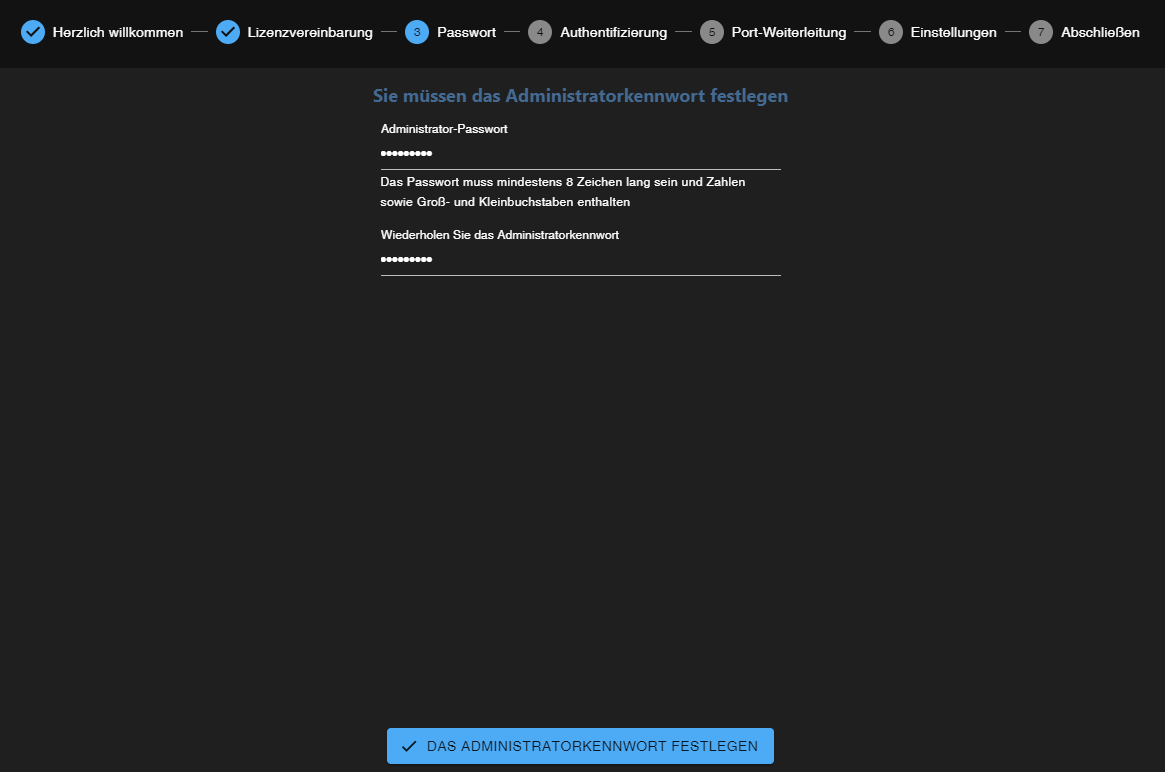 Herzlich willkommen
Lizenzvereinbarung
3 Passwort
4 Authentifizierung
5 Port-Weiterleitung
6 Einstellungen
7 Abschließen
Sie müssen das Administratorkennwort festlegen
Administrator-Passwort
•••••••••
Das Passwort muss mindestens 8 Zeichen lang sein und Zahlen
sowie Groß- und Kleinbuchstaben enthalten
Wiederholen Sie das Administratorkennwort
•••••••••
DAS ADMINISTRATORKENNWORT FESTLEGEN